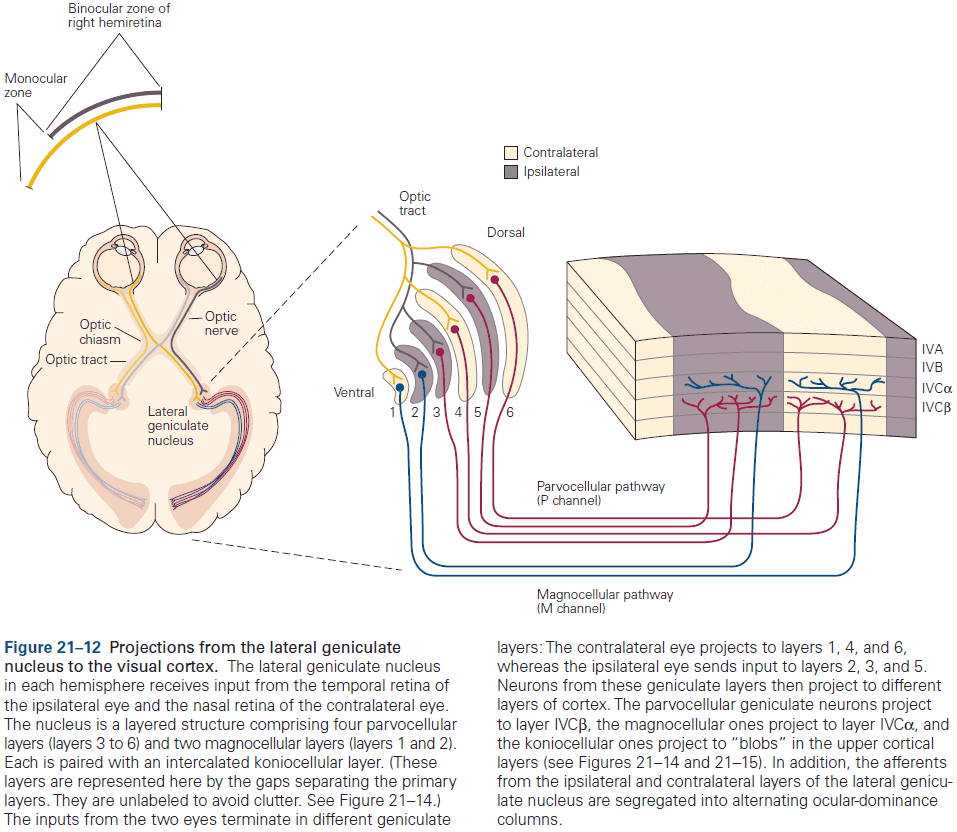 Binocular zone of
right hemiretina
Monocular
zone
Contralateral
Ipsilateral
Optic
tract
Dorsal
Optic
chiasm
Optic
nerve
Optic tract
Lateral
geniculate
nucleus
Ventral
1 2 3 4 5 6
IVA
IVB
IVCα
IVCβ
Parvocellular pathway
(P channel)
Magnocellular pathway
(M channel)
Figure 21–12 Projections from the lateral geniculate
nucleus to the visual cortex. The lateral geniculate nucleus
in each hemisphere receives input from the temporal retina of
the ipsilateral eye and the nasal retina of the contralateral eye.
The nucleus is a layered structure comprising four parvocellular
layers (layers 3 to 6) and two magnocellular layers (layers 1 and 2).
Each is paired with an intercalated koniocellular layer. (These
layers are represented here by the gaps separating the primary
layers. They are unlabeled to avoid clutter. See Figure 21–14.)
The inputs from the two eyes terminate in different geniculate
layers: The contralateral eye projects to layers 1, 4, and 6,
whereas the ipsilateral eye sends input to layers 2, 3, and 5.
Neurons from these geniculate layers then project to different
layers of cortex. The parvocellular geniculate neurons project
to layer IVCβ, the magnocellular ones project to layer IVCα, and
the koniocellular ones project to “blobs” in the upper cortical
layers (see Figures 21–14 and 21–15). In addition, the afferents
from the ipsilateral and contralateral layers of the lateral genicu-
late nucleus are segregated into alternating ocular-dominance
columns.